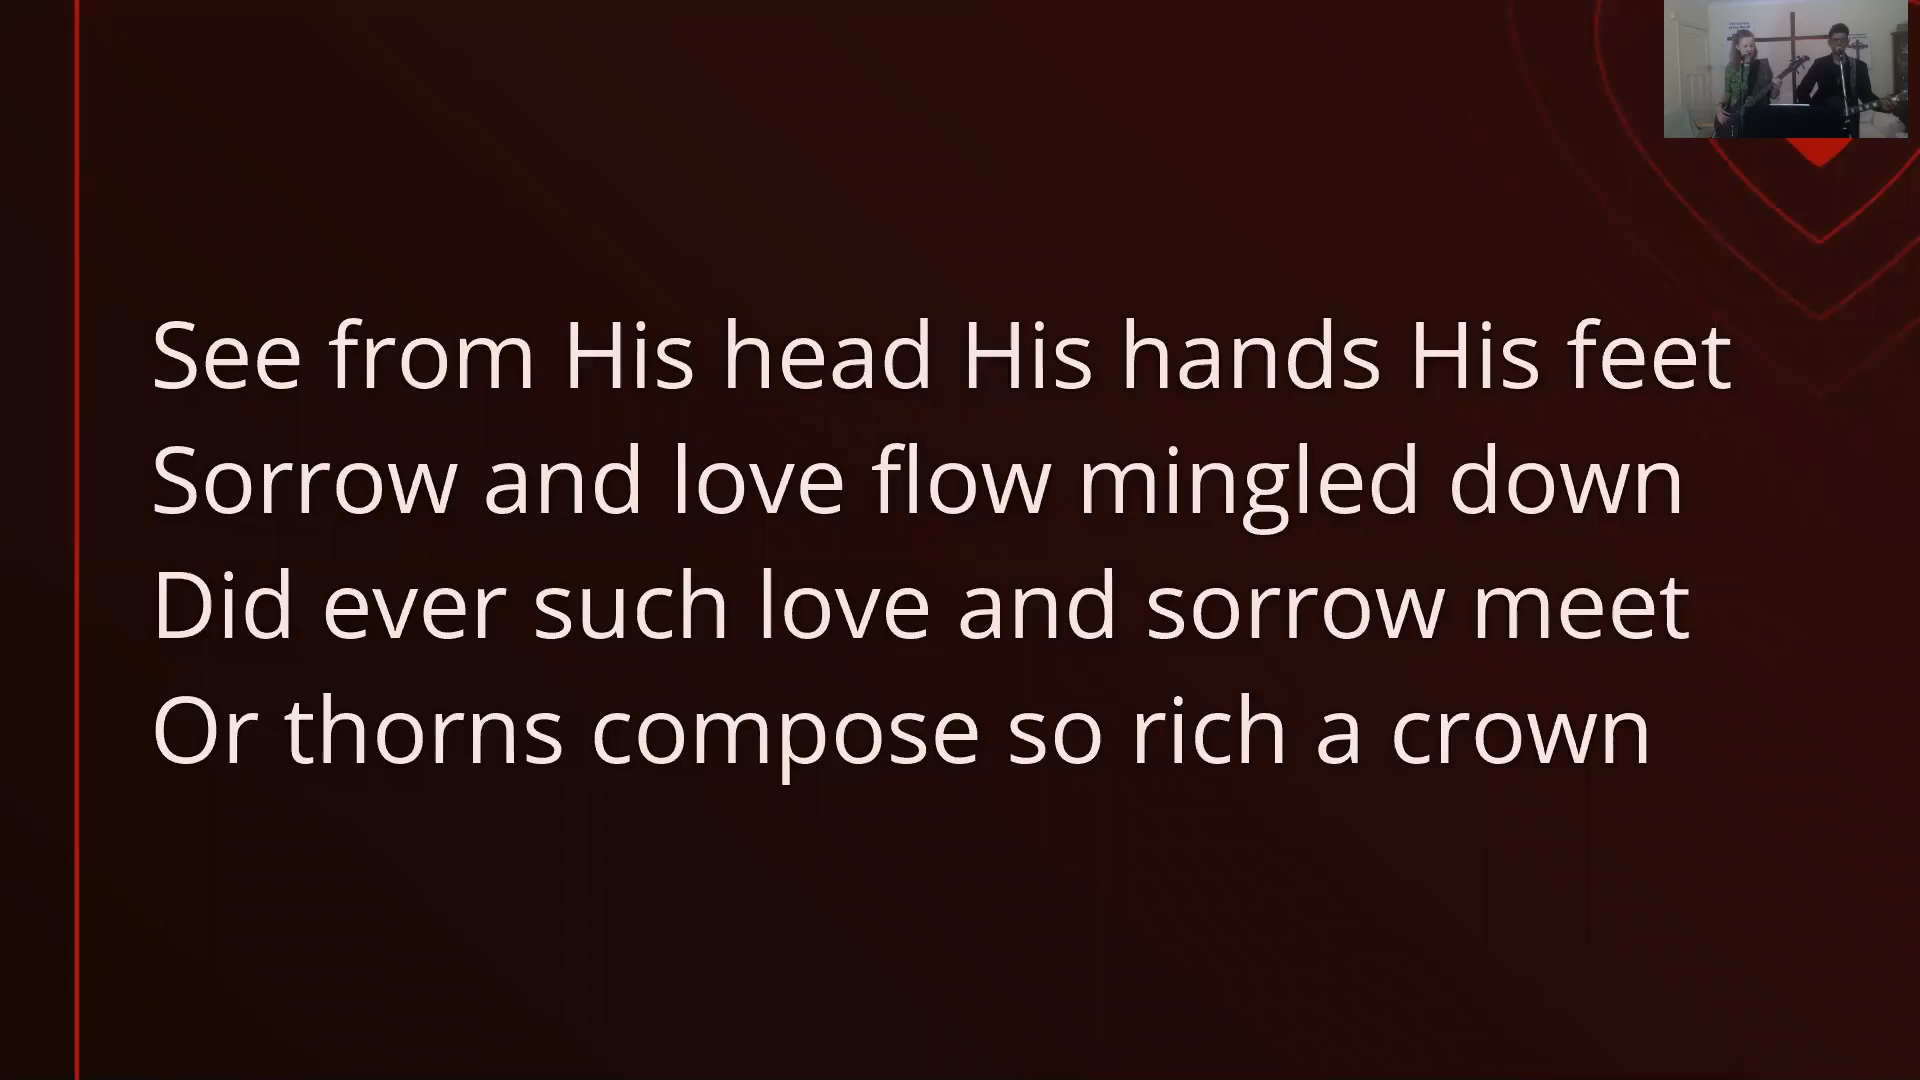 See from His head His hands His feet
Sorrow and love flow mingled down
Did ever such love and sorrow meet
Or thorns compose so rich a crown